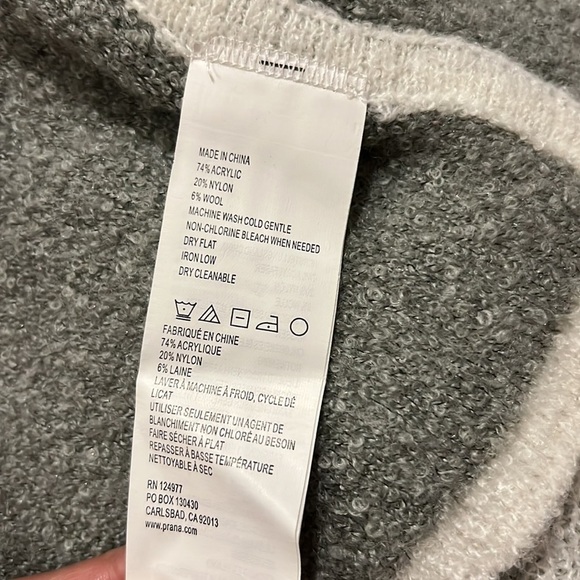 MADE IN CHINA
74% ACRYLIC
20% NYLON
6% WOOL
MACHINE WASH COLD GENTLE
NON-CHLORINE BLEACH WHEN NEEDED
DRY FLAT
IRON LOW
DRY CLEANABLE
FABRIQUÉ EN CHINE
74% ACRYLIQUE
20% NYLON
6% LAINE
LAVER À MACHINE À FROID, CYCLE DÉ
LICAT
UTILISER SEULEMENT UN AGENT DE
BLANCHIMENT NON CHLORÉ AU BESOIN
FAIRE SÉCHER À PLAT
REPASSER À BASSE TEMPÉRATURE
NETTOYABLE À SEC
RN 124977
PO BOX 130430
CARLSBAD, CA 92013
www.prana.com